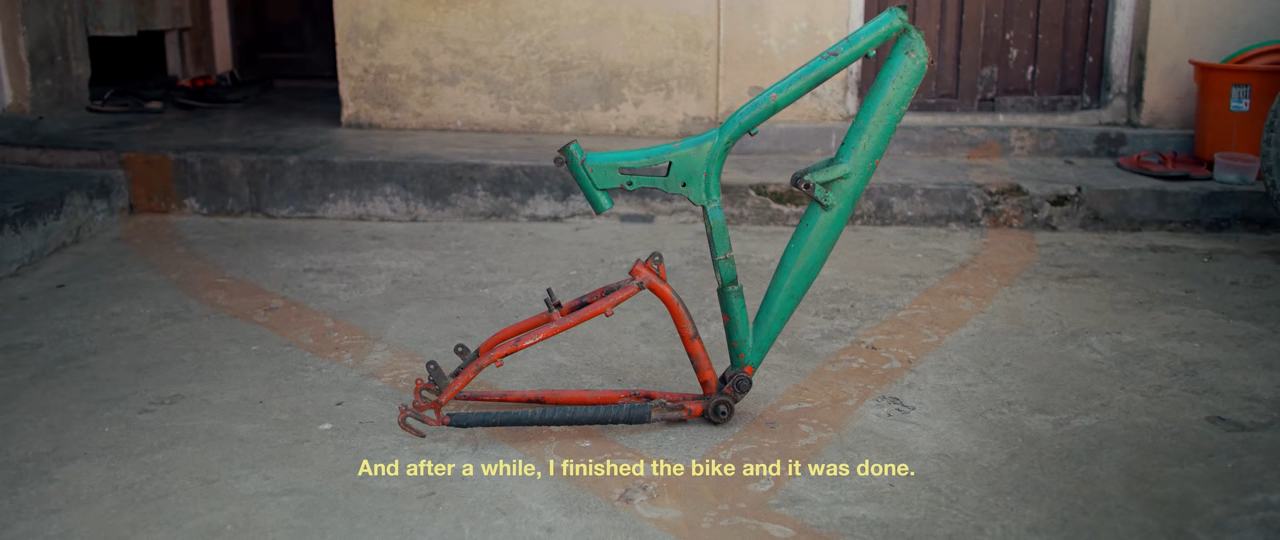 And after a while, I finished the bike and it was done.